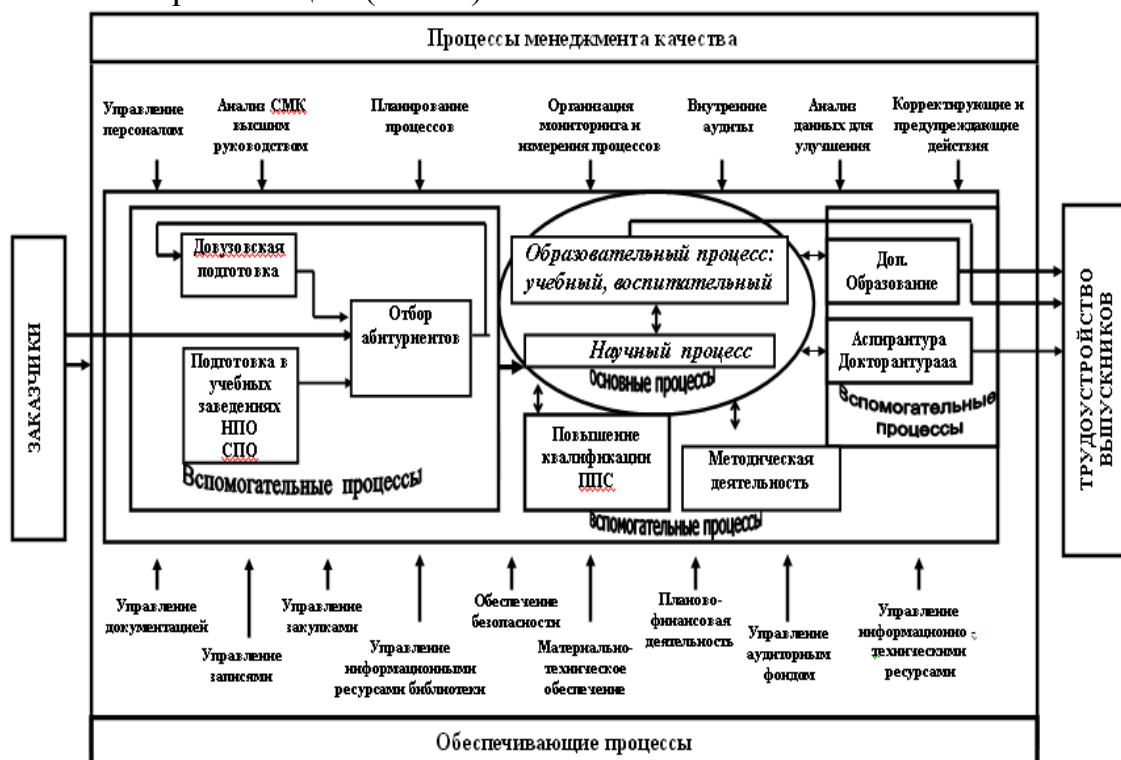 Процессы менеджмента качества
Управление
персоналом
Анализ СМК
высшим
руководством
Планирование
процессов
Организация
мониторинга и
измерения процессов
Внутренние
аудиты
Анализ
данных для
улучшения
Корректирующие и
предупреждающие
действия
ЗАКАЗЧИКИ
Довузовская
подготовка
Отбор
абитуриентов
Подготовка в
учебных
заведениях
НПО
СПО
Вспомогательные процессы
Образовательный процесс:
учебный, воспитательный
Научный процесс
Основные процессы
Повышение
квалификации
ППС
Методическая
деятельность
Вспомогательные процессы
Доп.
Образование
Аспирантура
Докторантурааа
Вспомогательные
процессы
ТРУДОУСТРОЙСТВО
ВЫПУСКНИКОВ
Управление
документацией
Управление
записями
Управление
закупками
Управление
информационными
ресурсами библиотеки
Обеспечение
безопасности
Материально-
техническое
обеспечение
Планово-
финансовая
деятельность
Управление
аудиторным
фондом
Управление
информационно -
техническими
ресурсами
Обеспечивающие процессы